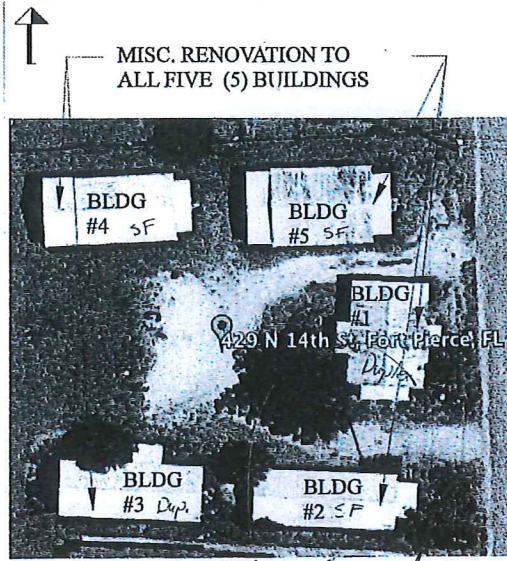 MISC. RENOVATION TO
ALL FIVE (5) BUILDINGS
BLDG
#4 SF
BLDG
#5 SF
BLDG
#1
429 N 14th St, Fort Pierce, FL
Duplex
BLDG
#3 Dup.
BLDG
#2 SF